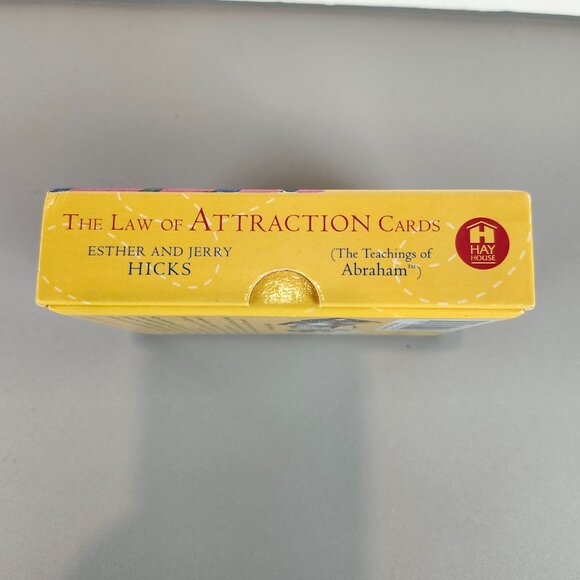 THE LAW OF ATTRACTION CARDS
ESTHER AND JERRY
HICKS
(The Teachings of
Abraham™)
H
HAY
HOUSE